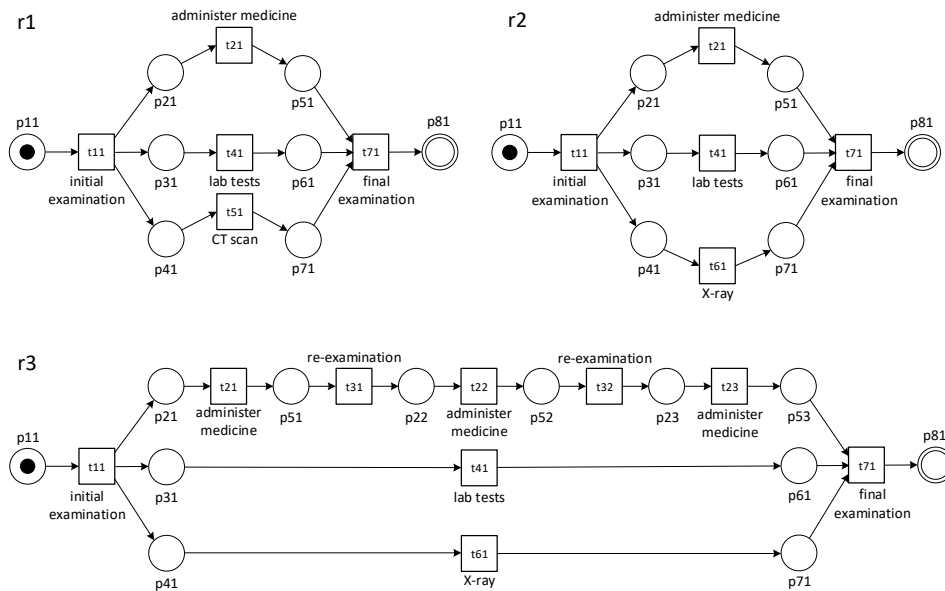 r1
administer medicine
t21
p21
p51
p11
t11
initial
examination
p31
t41
lab tests
p61
t71
final
examination
p81
p41
t51
CT scan
p71
r2
administer medicine
t21
p21
p51
p11
t11
initial
examination
p31
t41
lab tests
p61
t71
final
examination
p81
p41
t61
X-ray
p71
r3
re-examination
re-examination
p21
t21
administer
medicine
p51
t31
p22
t22
administer
medicine
p52
t32
p23
t23
administer
medicine
p53
p11
t11
initial
examination
p31
t41
lab tests
p61
t71
final
examination
p81
p41
t61
X-ray
p71